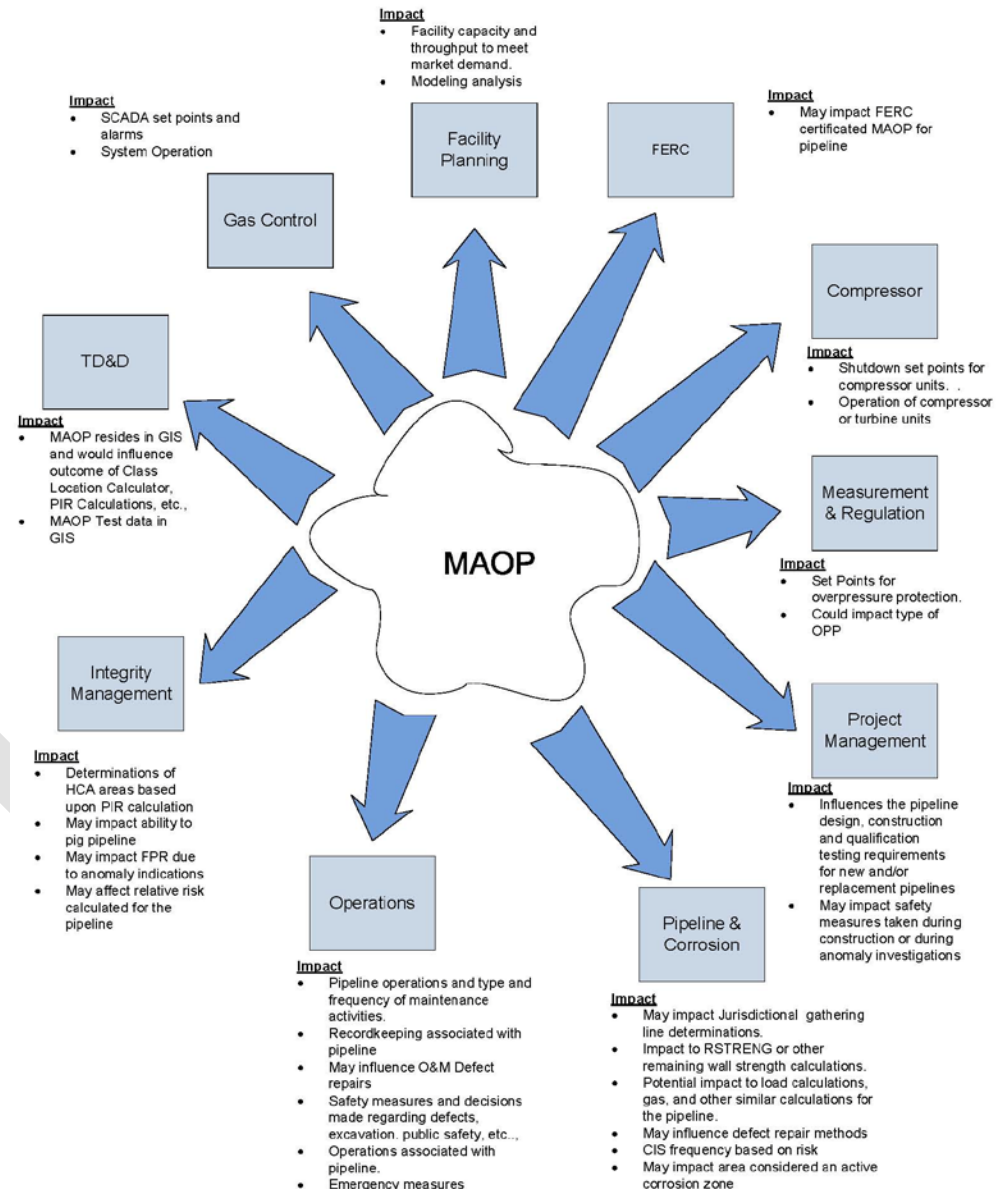 Impact
• Facility capacity and
throughput to meet
market demand.
• Modeling analysis
Facility
Planning
Impact
• SCADA set points and
alarms
• System Operation
Gas Control
Impact
• May impact FERC
certificated MAOP for
pipeline
FERC
Compressor
Impact
• Shutdown set points for
compressor units. .
• Operation of compressor
or turbine units
TD&D
Impact
• MAOP resides in GIS
and would influence
outcome of Class
Location Calculator,
PIR Calculations, etc.,
• MAOP Test data in
GIS
MAOP
Measurement
& Regulation
Impact
• Set Points for
overpressure protection.
• Could impact type of
OPP
Integrity
Management
Impact
• Determinations of
HCA areas based
upon PIR calculation
• May impact ability to
pig pipeline
• May impact FPR due
to anomaly indications
• May affect relative risk
calculated for the
pipeline
Project
Management
Impact
• Influences the pipeline
design, construction
and qualification
testing requirements
for new and/or
replacement pipelines
• May impact safety
measures taken during
construction or during
anomaly investigations
Operations
Impact
• Pipeline operations and type and
frequency of maintenance
activities.
• Recordkeeping associated with
pipeline
• May influence O&M Defect
repairs
• Safety measures and decisions
made regarding defects,
excavation. public safety, etc..,
• Operations associated with
pipeline.
• Emergency measures
Pipeline &
Corrosion
Impact
• May impact Jurisdictional gathering
line determinations.
• Impact to RSTRENG or other
remaining wall strength calculations.
• Potential impact to load calculations,
gas, and other similar calculations for
the pipeline.
• May influence defect repair methods
• CIS frequency based on risk
• May impact area considered an active
corrosion zone